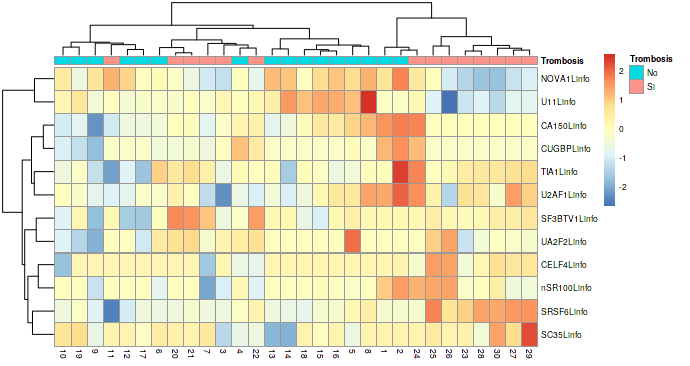 Trombosis
NOVA1Linfo
U11Linfo
CA150Linfo
CUGBPLinfo
TIA1Linfo
U2AF1Linfo
SF3BTV1Linfo
UA2F2Linfo
CELF4Linfo
nSR100Linfo
SRSF6Linfo
SC35Linfo
10 19 9 11 12 17 6 20 21 7 3 4 22 13 14 18 15 16 5 8 1 2 24 25 26 23 28 30 27 29
2
1
0
-1
-2
Trombosis
No
SI